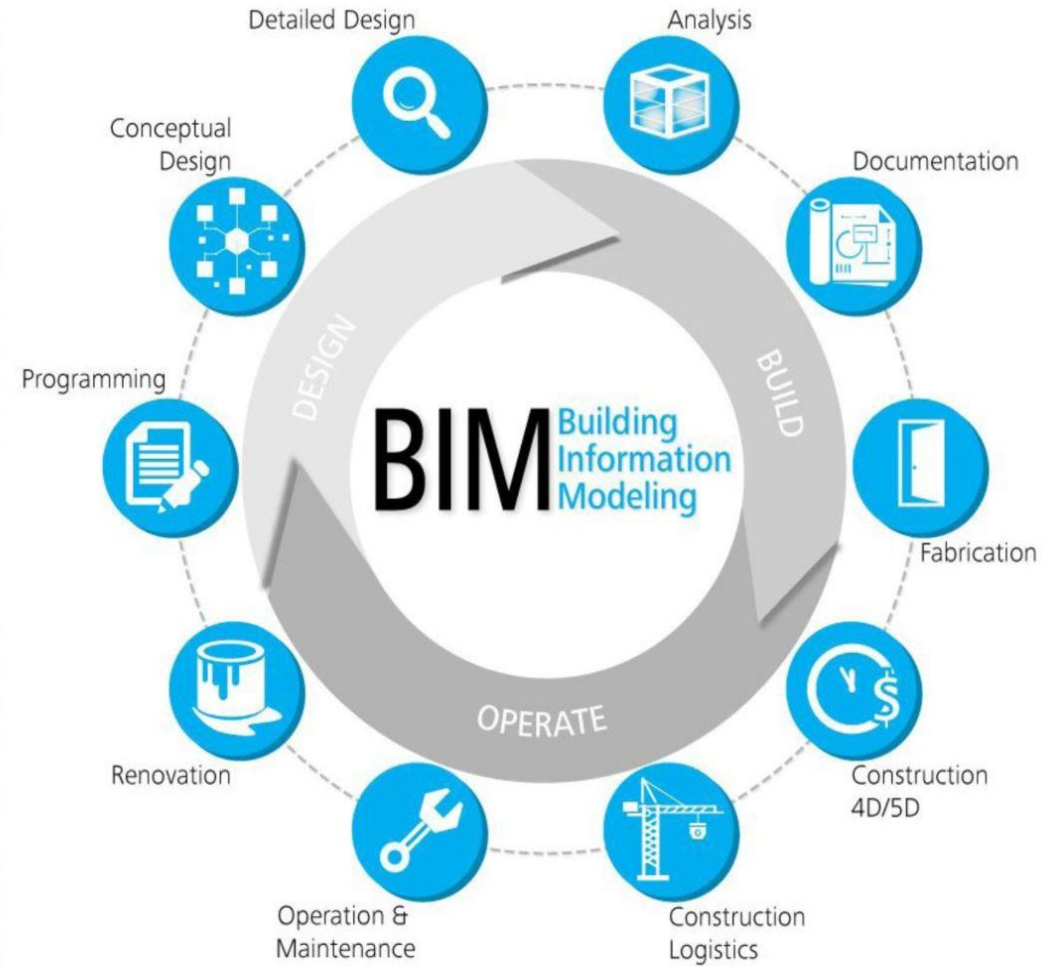 Detailed Design
Analysis
Conceptual
Design
Documentation
Programming
DESIGN
BUILD
BIM
Building
Information
Modeling
Fabrication
Renovation
OPERATE
Construction
4D/5D
Operation &
Maintenance
Construction
Logistics
$